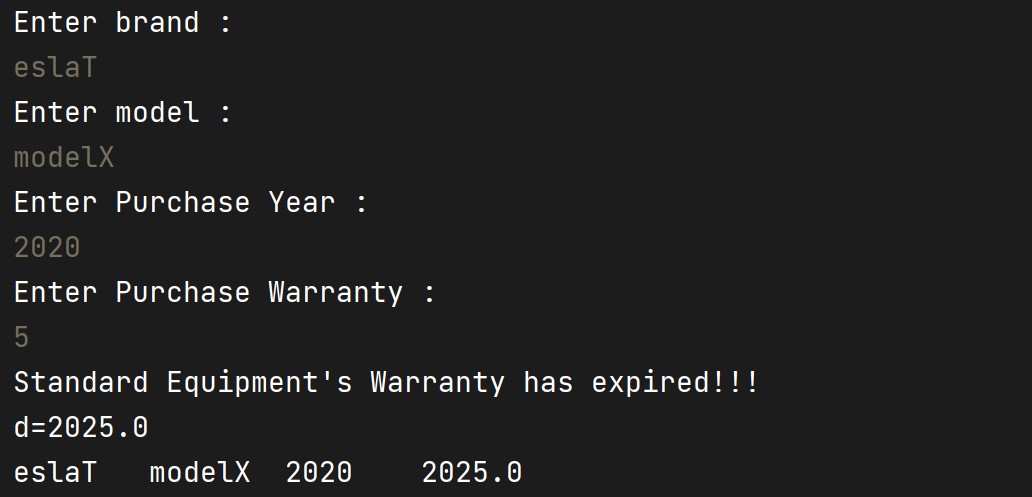 Enter brand :
eslaT
Enter model :
modelX
Enter Purchase Year :
2020
Enter Purchase Warranty :
5
Standard Equipment's Warranty has expired!!!
d=2025.0
eslaT   modelX  2020    2025.0